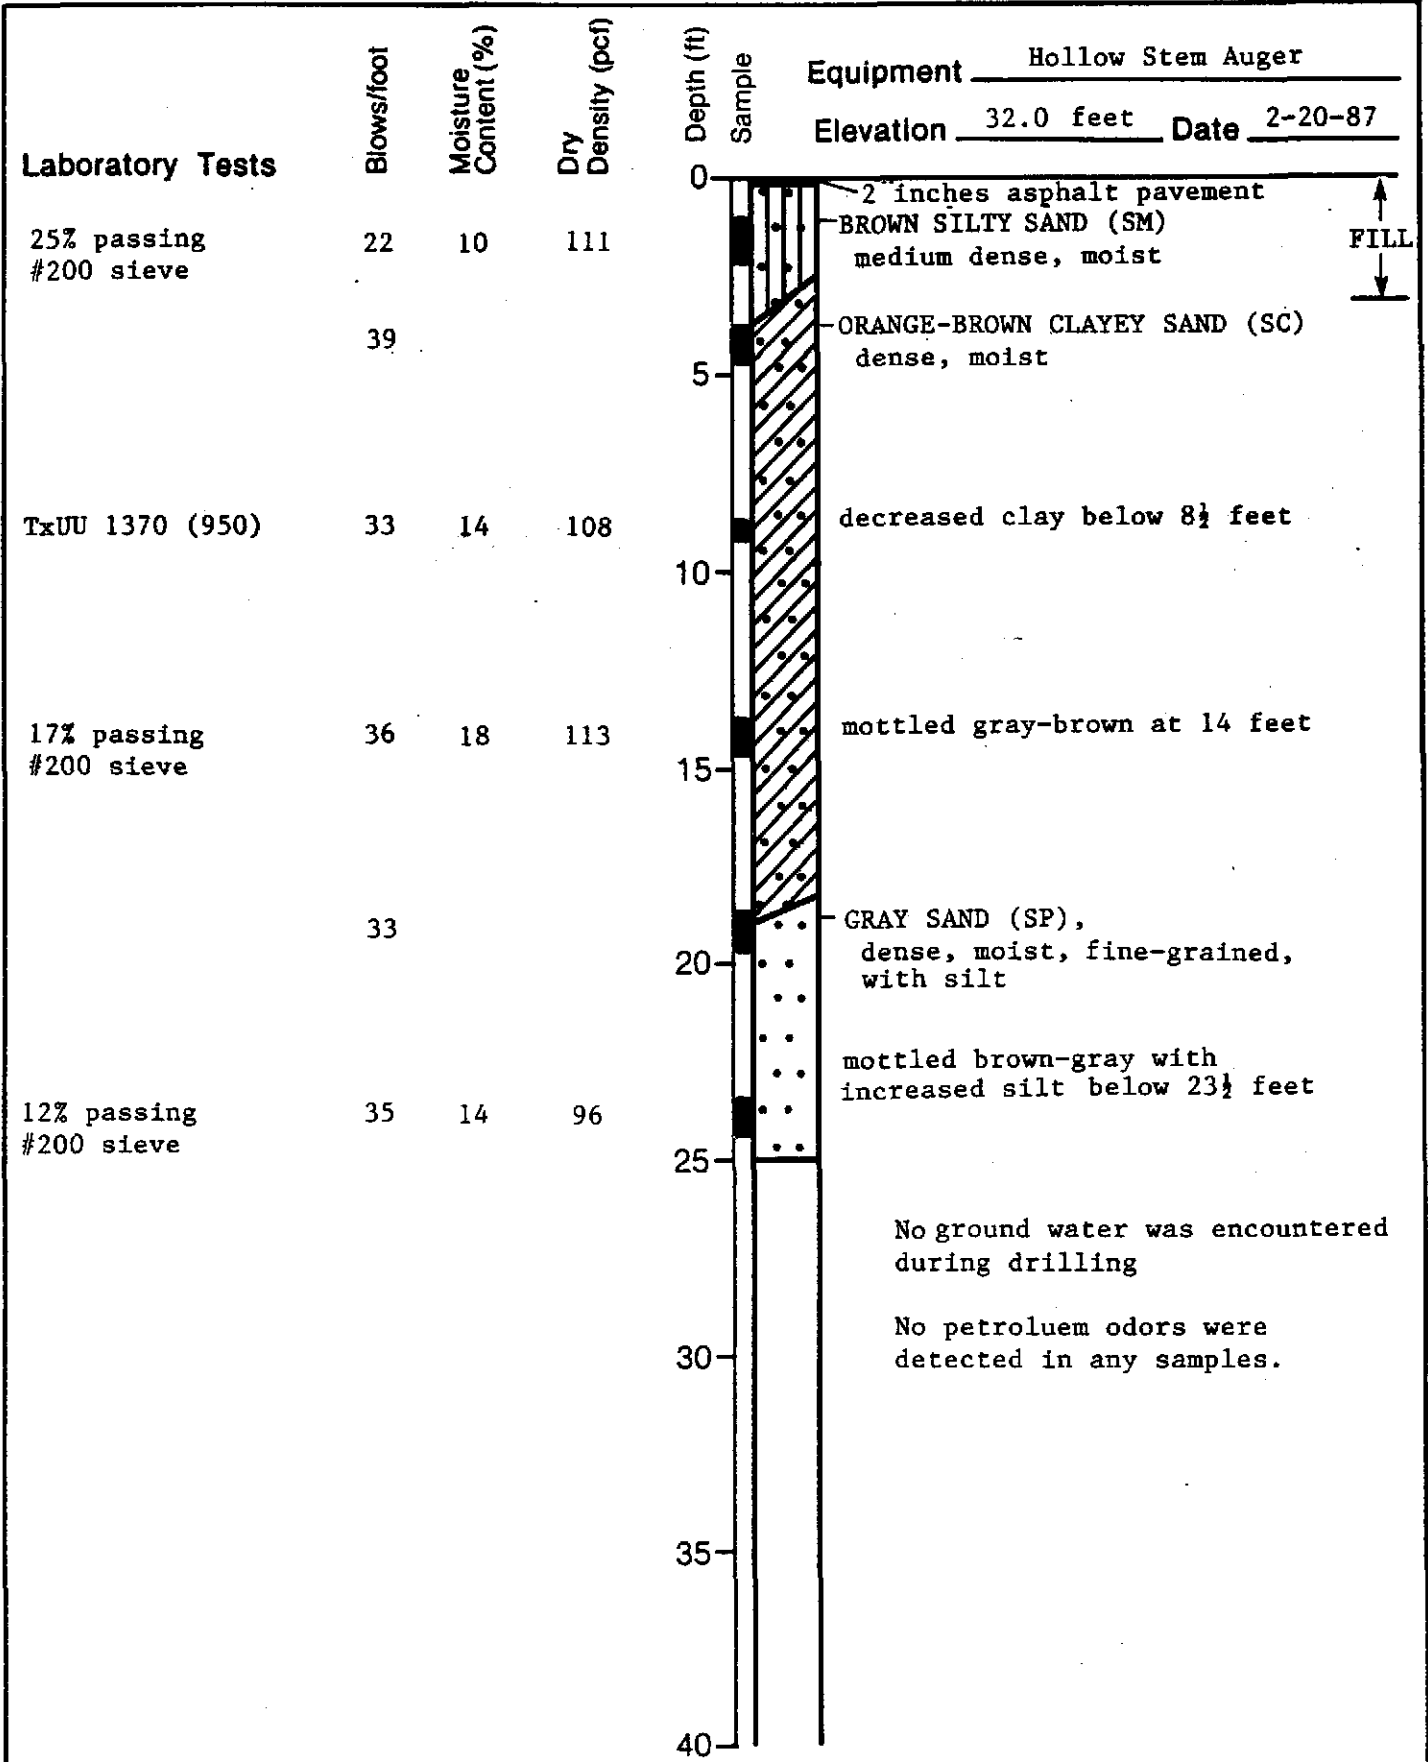 Equipment Hollow Stem Auger
Elevation 32.0 feet Date 2-20-87
Laboratory Tests
Blows/foot
Moisture
Content (%)
Dry
Density (pcf)
Depth (ft)
Sample
0
2 inches asphalt pavement
BROWN SILTY SAND (SM)
medium dense, moist
FILL
25% passing
#200 sieve
22 10 111
39
ORANGE-BROWN CLAYEY SAND (SC)
dense, moist
5
TxUU 1370 (950) 33 14 108
decreased clay below 8½ feet
10
17% passing
#200 sieve
36 18 113
mottled gray-brown at 14 feet
15
33
GRAY SAND (SP),
dense, moist, fine-grained,
with silt
20
mottled brown-gray with
increased silt below 23½ feet
12% passing
#200 sieve
35 14 96
25
No ground water was encountered
during drilling
No petroluem odors were
detected in any samples.
30
35
40